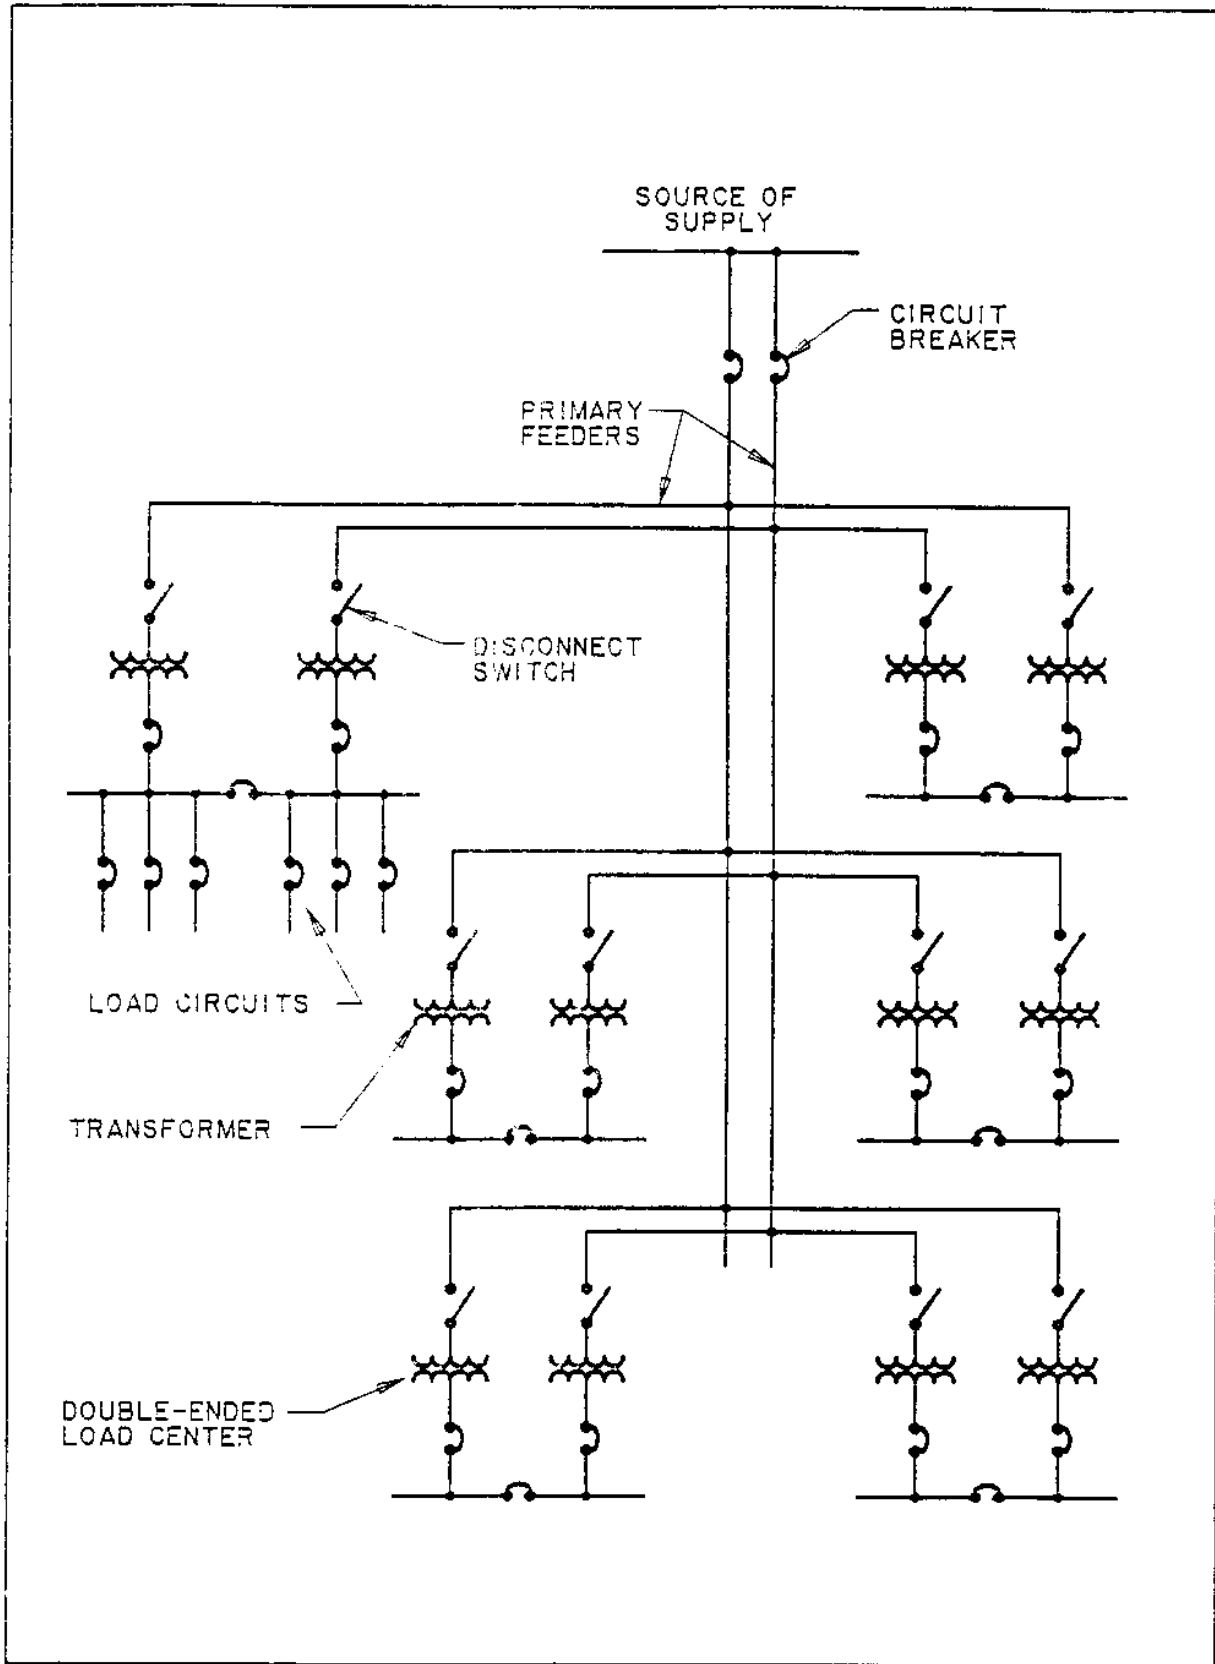 SOURCE OF
SUPPLY
CIRCUIT
BREAKER
PRIMARY
FEEDERS
DISCONNECT
SWITCH
LOAD CIRCUITS
TRANSFORMER
DOUBLE-ENDED
LOAD CENTER